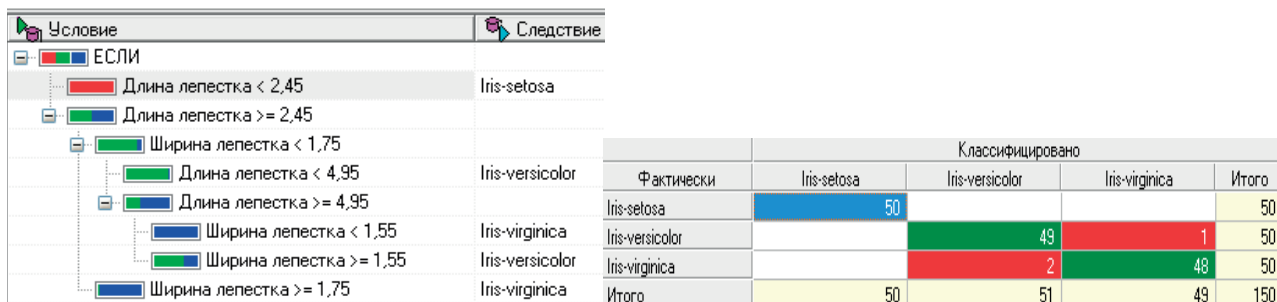 Условие Следствие
ЕСЛИ
Длина лепестка < 2,45 Iris-setosa
Длина лепестка >= 2,45
Ширина лепестка < 1,75
Длина лепестка < 4,95 Iris-versicolor
Длина лепестка >= 4,95
Ширина лепестка < 1,55 Iris-virginica
Ширина лепестка >= 1,55 Iris-versicolor
Ширина лепестка >= 1,75 Iris-virginica
Классифицировано
Фактически Iris-setosa Iris-versicolor Iris-virginica Итого
Iris-setosa 50 50
Iris-versicolor 49 1 50
Iris-virginica 2 48 50
Итого 50 51 49 150